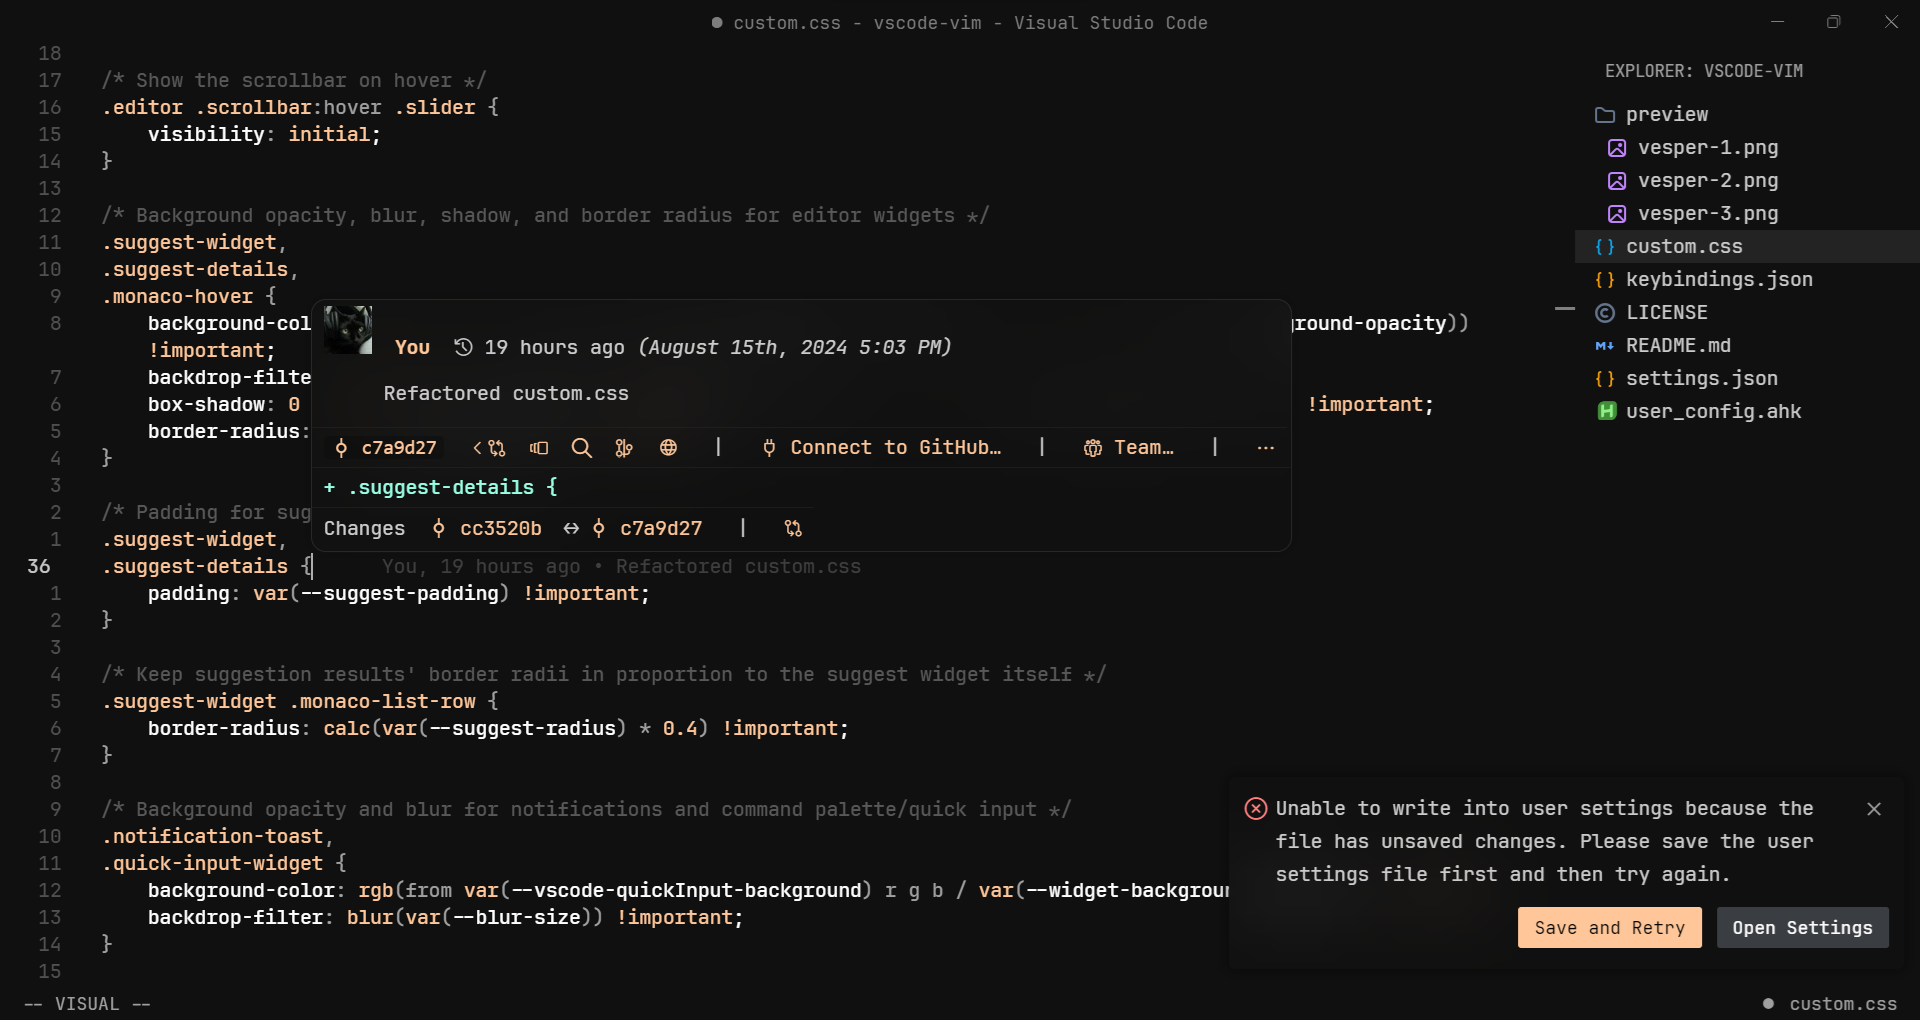 ● custom.css - vscode-vim - Visual Studio Code
18
17 /* Show the scrollbar on hover */
16 .editor .scrollbar:hover .slider {
15 visibility: initial;
14 }
13
12 /* Background opacity, blur, shadow, and border radius for editor widgets */
11 .suggest-widget,
10 .suggest-details,
9 .monaco-hover {
8 background-col
ground-opacity))
!important;
7 backdrop-filte
6 box-shadow: 0
!important;
5 border-radius:
4 }
3
2 /* Padding for sug
1 .suggest-widget,
36 .suggest-details { You, 19 hours ago • Refactored custom.css
1 padding: var(--suggest-padding) !important;
2 }
3
4 /* Keep suggestion results' border radii in proportion to the suggest widget itself */
5 .suggest-widget .monaco-list-row {
6 border-radius: calc(var(--suggest-radius) * 0.4) !important;
7 }
8
9 /* Background opacity and blur for notifications and command palette/quick input */
10 .notification-toast,
11 .quick-input-widget {
12 background-color: rgb(from var(--vscode-quickInput-background) r g b / var(--widget-backgroun
13 backdrop-filter: blur(var(--blur-size)) !important;
14 }
15
You 19 hours ago (August 15th, 2024 5:03 PM)
Refactored custom.css
c7a9d27 | Connect to GitHub… | Team… | ...
+ .suggest-details {
Changes cc3520b ↔ c7a9d27 |
EXPLORER: VSCODE-VIM
preview
vesper-1.png
vesper-2.png
vesper-3.png
{} custom.css
{} keybindings.json
LICENSE
M↓ README.md
{} settings.json
H user_config.ahk
Unable to write into user settings because the
file has unsaved changes. Please save the user
settings file first and then try again.
Save and Retry
Open Settings
-- VISUAL --
● custom.css